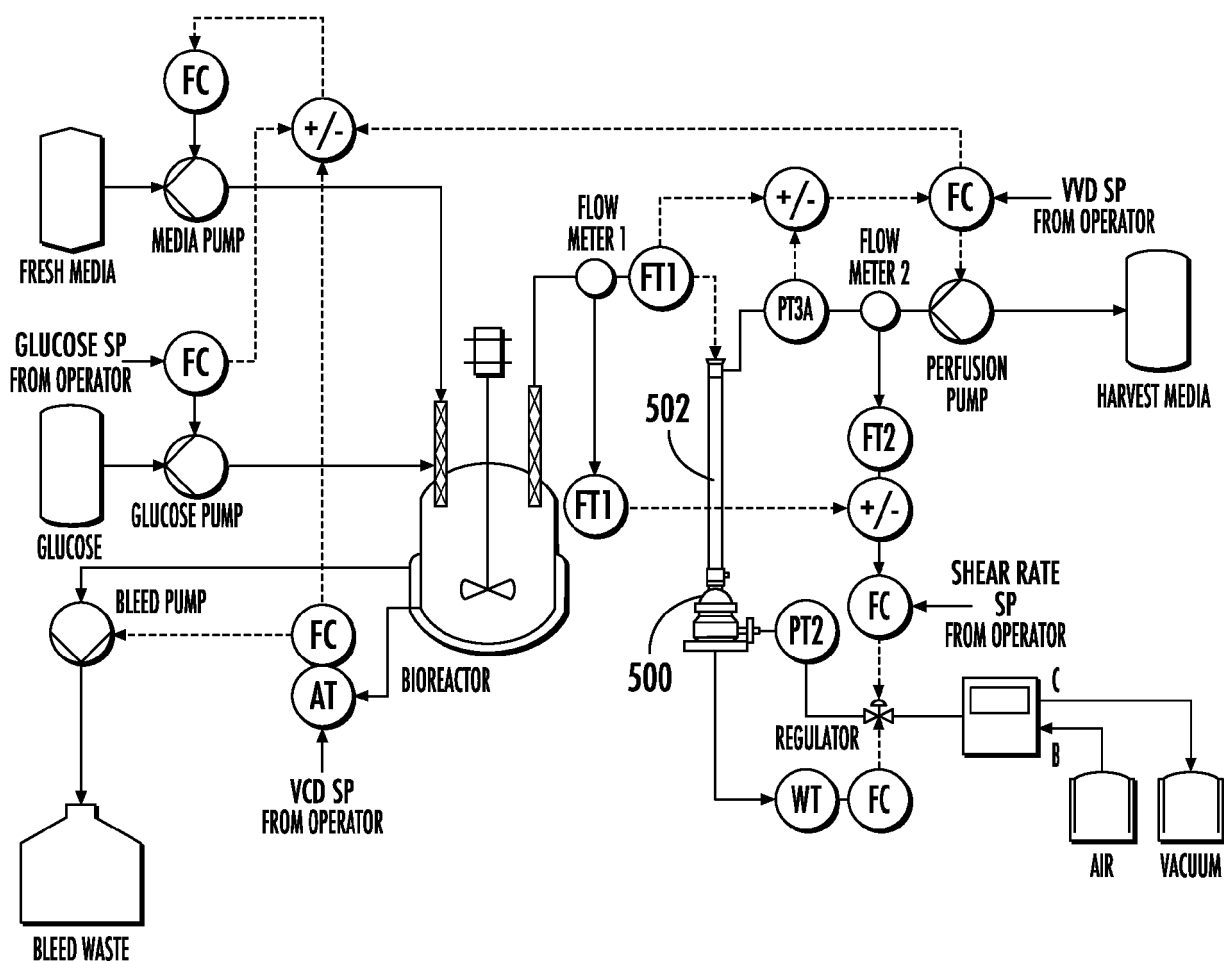 FC
+/-
FRESH MEDIA
MEDIA PUMP
FLOW
METER 1
FT1
+/-
FC
VVD SP
FROM OPERATOR
FLOW
METER 2
PT3A
PERFUSION
PUMP
HARVEST MEDIA
GLUCOSE SP
FROM OPERATOR
FC
GLUCOSE PUMP
GLUCOSE
502
FT2
FT1
+/-
BLEED PUMP
FC
AT
BIOREACTOR
VCD SP
FROM OPERATOR
500
PT2
FC
SHEAR RATE
SP
FROM OPERATOR
REGULATOR
C
B
WT
FC
AIR
VACUUM
BLEED WASTE